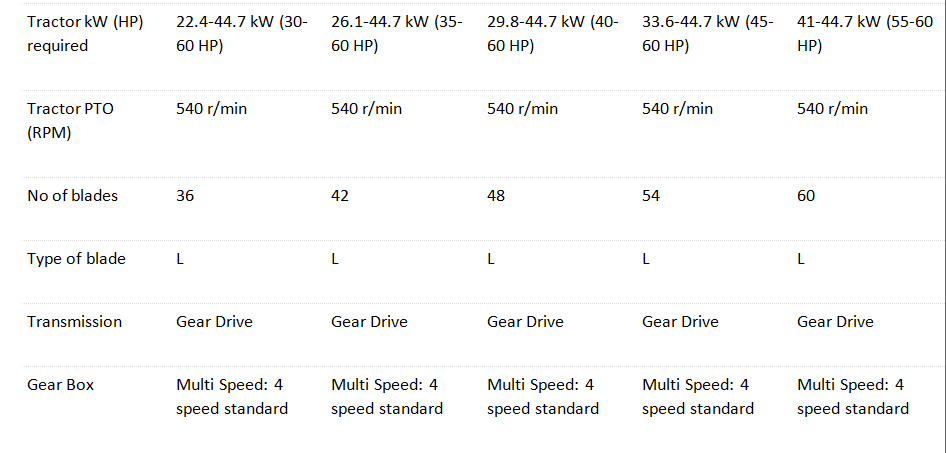 Tractor kW (HP) 22.4-44.7 kW (30- 26.1-44.7 kW (35- 29.8-44.7 kW (40- 33.6-44.7 kW (45- 41-44.7 kW (55-60
required 60 HP) 60 HP) 60 HP) 60 HP) HP)
Tractor PTO 540 r/min 540 r/min 540 r/min 540 r/min 540 r/min
(RPM)
No of blades 36 42 48 54 60
Type of blade L L L L L
Transmission Gear Drive Gear Drive Gear Drive Gear Drive Gear Drive
Gear Box Multi Speed: 4 Multi Speed: 4 Multi Speed: 4 Multi Speed: 4 Multi Speed: 4
speed standard speed standard speed standard speed standard speed standard